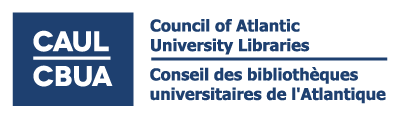 CAUL
CBUA
Council of Atlantic
University Libraries
Conseil des bibliothèques
universitaires de l'Atlantique